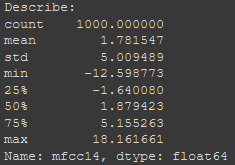 Describe:
count    1000.000000
mean        1.781547
std         5.009489
min       -12.598773
25%        -1.640080
50%         1.879423
75%         5.155263
max        18.161661
Name: mfcc14, dtype: float64